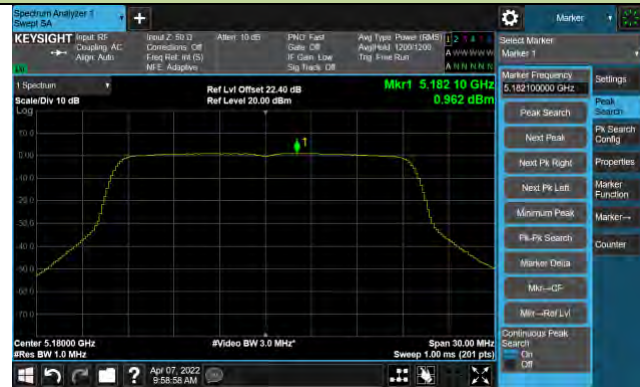 Spectrum Analyzer 1
Swept SA
Marker
KEYSIGHT
Input: RF
Coupling: AC
Align: Auto
Input Z: 50 Ω
Corrections: Off
Freq Ref: Int (S)
NFE: Adaptive
Atten: 10 dB
PNO: Fast
Gate: Off
IF Gain: Low
Sig Track: Off
Avg Type: Power (RMS)
Avg|Hold: 1200/1200
Trig: Free Run
A W W W W W
A N N N N N
Select Marker
Marker 1
1 Spectrum
Scale/Div 10 dB
Log
Ref Lvl Offset 22.40 dB
Ref Level 20.00 dBm
Mkr1 5.182 10 GHz
0.962 dBm
Marker Frequency
5.182100000 GHz
Peak Search
Next Peak
Next Pk Right
Next Pk Left
Minimum Peak
Pk-Pk Search
Marker Delta
Mkr→CF
Mkr→Ref Lvl
Continuous Peak
Search
On
Off
Settings
Peak
Search
Pk Search
Config
Properties
Marker
Function
Marker→
Counter
10.0
0.00
-10.0
-20.0
-30.0
-40.0
-50.0
-60.0
-70.0
1
Center 5.18000 GHz
#Res BW 1.0 MHz
#Video BW 3.0 MHz*
Span 30.00 MHz
Sweep 1.00 ms (201 pts)
Apr 07, 2022
9:58:58 AM